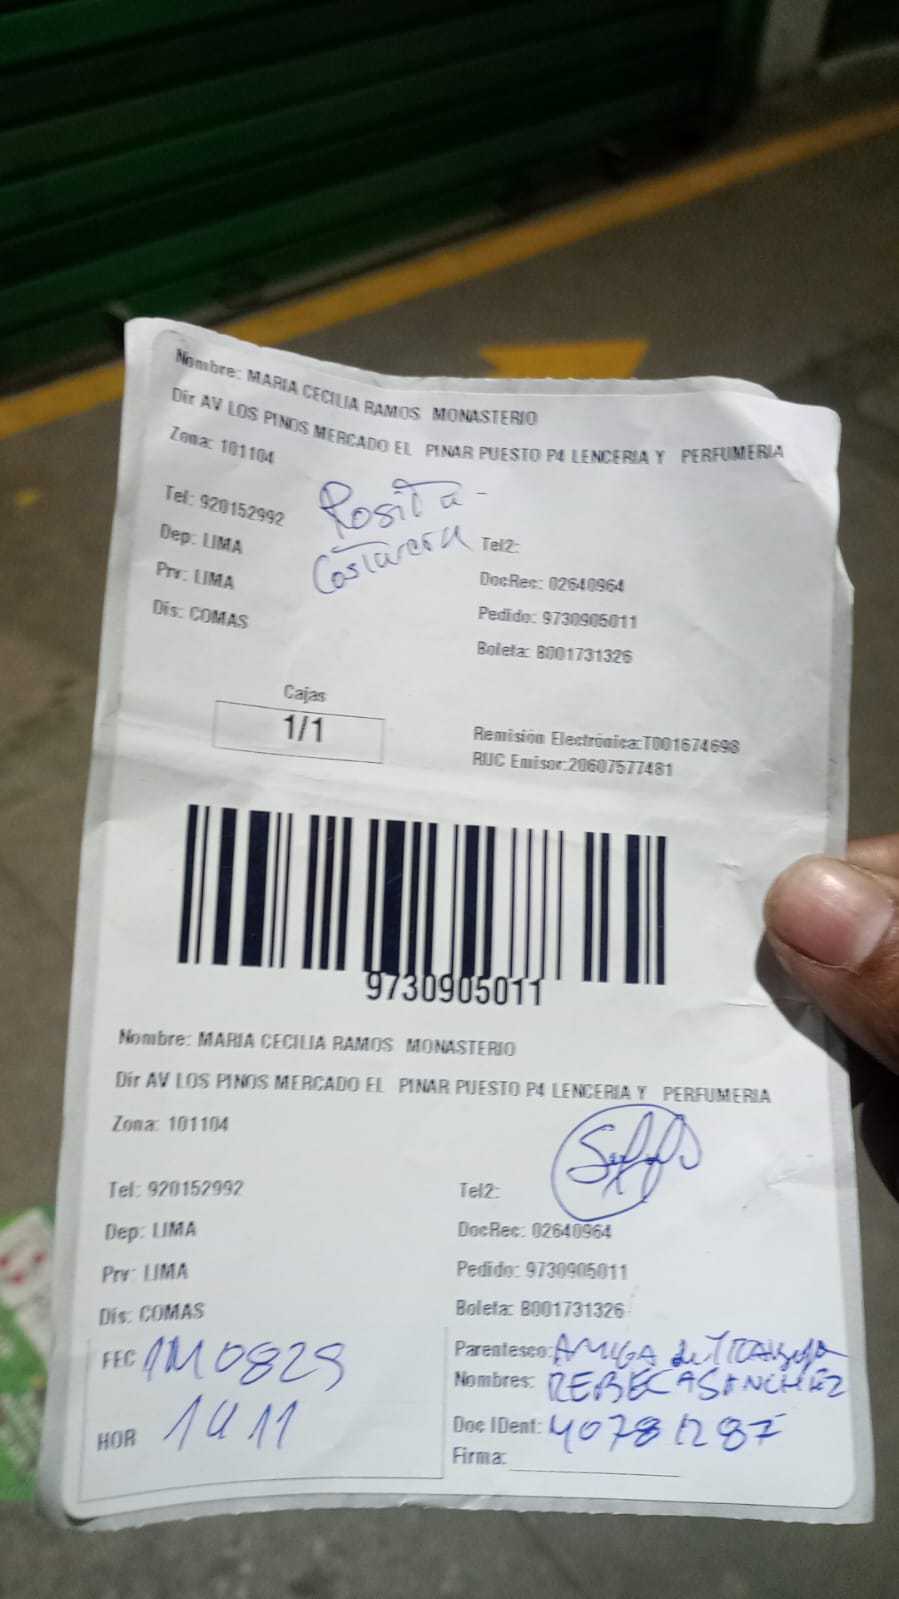 Nombre: MARIA CECILIA RAMOS MONASTERIO
Dir AV LOS PINOS MERCADO EL PINAR PUESTO P4 LENCERIA Y PERFUMERIA
Zona: 101104
Rosita -
Tel: 920152992
Costurera
Tel2:
Dep: LIMA
DocRec: 02640964
Prv: LIMA
Pedido: 9730905011
Dis: COMAS
Boleta: B001731326
Cajas
1/1
Remisión Electrónica:T001674698
RUC Emisor:20607577481
9730905011
Nombre: MARIA CECILIA RAMOS MONASTERIO
Dir AV LOS PINOS MERCADO EL PINAR PUESTO P4 LENCERIA Y PERFUMERIA
Zona: 101104
Tel: 920152992
Tel2:
Dep: LIMA
DocRec: 02640964
Prv: LIMA
Pedido: 9730905011
Dis: COMAS
Boleta: B001731326
FEC
Parentesco: AMIGA de
Nombres: REBECA SANCHEZ
HOR 1411
Doc IDent: 40781287
Firma: